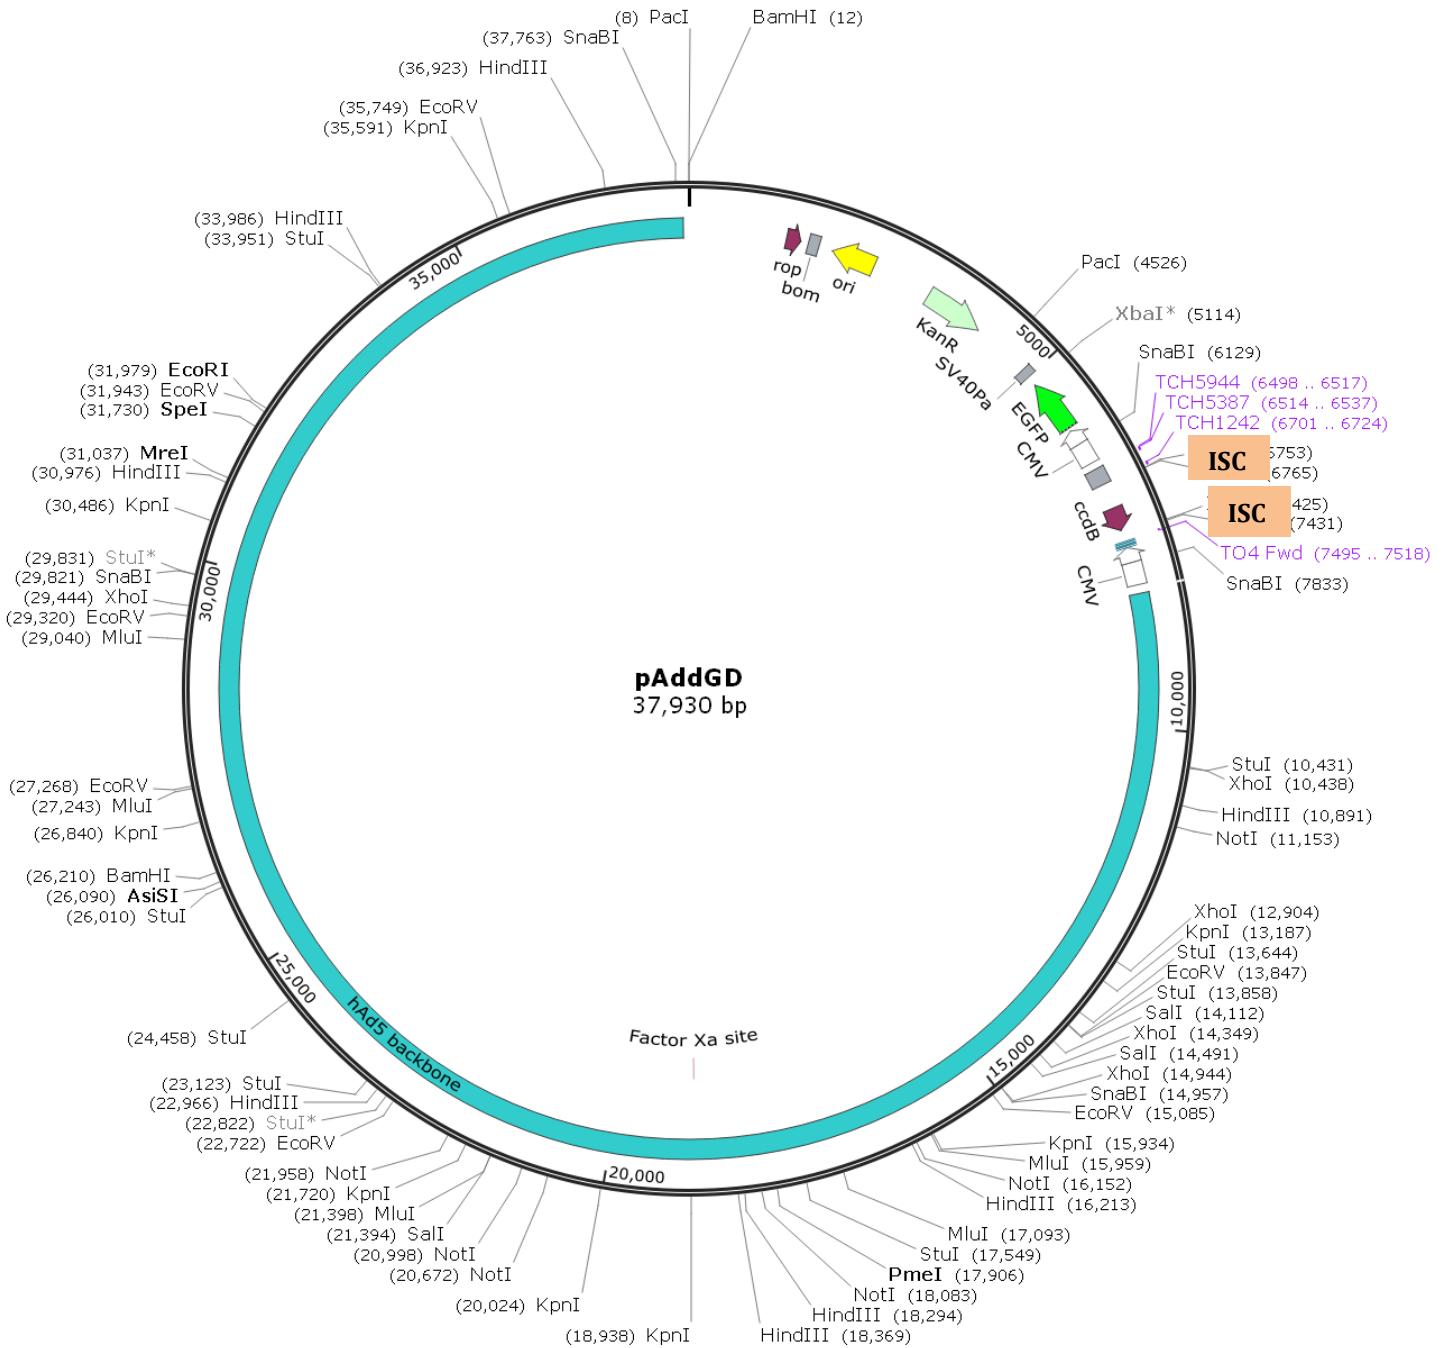 (8) PacI
BamHI (12)
(37,763) SnaBI
(36,923) HindIII
(35,749) EcoRV
(35,591) KpnI
(33,986) HindIII
(33,951) StuI
(31,979) EcoRI
(31,943) EcoRV
(31,730) SpeI
(31,037) MreI
(30,976) HindIII
(30,486) KpnI
(29,831) StuI*
(29,821) SnaBI
(29,444) XhoI
(29,320) EcoRV
(29,040) MluI
(27,268) EcoRV
(27,243) MluI
(26,840) KpnI
(26,210) BamHI
(26,090) AsiSI
(26,010) StuI
(24,458) StuI
(23,123) StuI
(22,966) HindIII
(22,822) StuI*
(22,722) EcoRV
(21,958) NotI
(21,720) KpnI
(21,398) MluI
(21,394) SalI
(20,998) NotI
(20,672) NotI
(20,024) KpnI
(18,938) KpnI
PacI (4526)
XbaI* (5114)
SnaBI (6129)
TCH5944 (6498 .. 6517)
TCH5387 (6514 .. 6537)
TCH1242 (6701 .. 6724)
ISC
6753)
(6765)
ISC
425)
(7431)
TO4 Fwd (7495 .. 7518)
SnaBI (7833)
StuI (10,431)
XhoI (10,438)
HindIII (10,891)
NotI (11,153)
XhoI (12,904)
KpnI (13,187)
StuI (13,644)
EcoRV (13,847)
StuI (13,858)
SalI (14,112)
XhoI (14,349)
SalI (14,491)
XhoI (14,944)
SnaBI (14,957)
EcoRV (15,085)
KpnI (15,934)
MluI (15,959)
NotI (16,152)
HindIII (16,213)
MluI (17,093)
StuI (17,549)
PmeI (17,906)
NotI (18,083)
HindIII (18,294)
HindIII (18,369)
rop
bom
ori
KanR
SV40Pa
EGFP
CMV
ccdB
CMV
5000
10,000
15,000
20,000
25,000
30,000
35,000
hAd5 backbone
Factor Xa site
pAddGD
37,930 bp